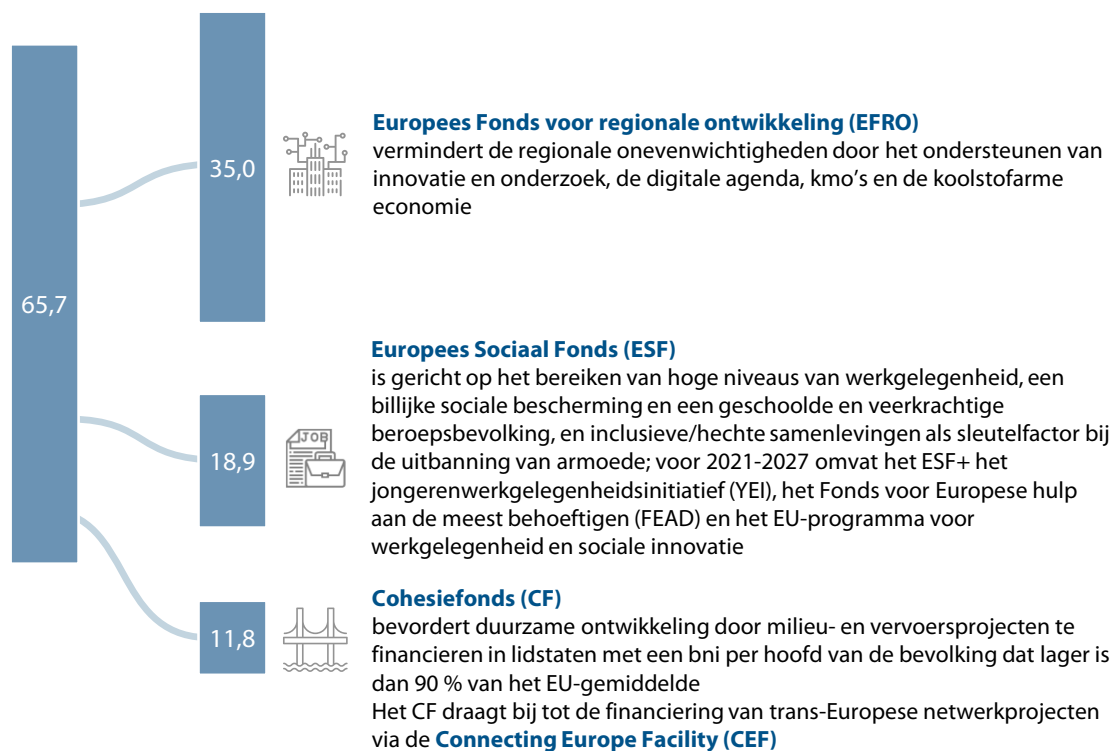 65,7
35,0
Europees Fonds voor regionale ontwikkeling (EFRO)
vermindert de regionale onevenwichtigheden door het ondersteunen van
innovatie en onderzoek, de digitale agenda, kmo's en de koolstofarme
economie
18,9
JOB
Europees Sociaal Fonds (ESF)
is gericht op het bereiken van hoge niveaus van werkgelegenheid, een
billijke sociale bescherming en een geschoolde en veerkrachtige
beroepsbevolking, en inclusieve/hechte samenlevingen als sleutelfactor bij
de uitbanning van armoede; voor 2021-2027 omvat het ESF+ het
jongerenwerkgelegenheidsinitiatief (YEI), het Fonds voor Europese hulp
aan de meest behoeftigen (FEAD) en het EU-programma voor
werkgelegenheid en sociale innovatie
11,8
Cohesiefonds (CF)
bevordert duurzame ontwikkeling door milieu- en vervoersprojecten te
financieren in lidstaten met een bni per hoofd van de bevolking dat lager is
dan 90 % van het EU-gemiddelde
Het CF draagt bij tot de financiering van trans-Europese netwerkprojecten
via de Connecting Europe Facility (CEF)